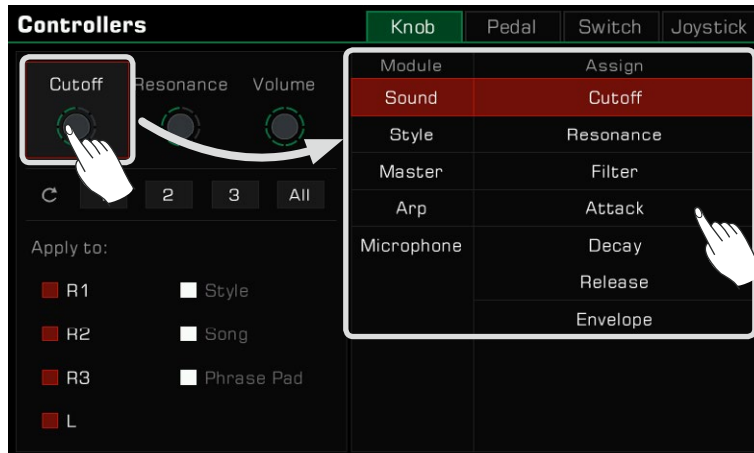 Controllers
Knob Pedal Switch Joystick
Cutoff Resonance Volume
2 3 All
Apply to:
R1 Style
R2 Song
R3 Phrase Pad
L
Module Assign
Sound Cutoff
Style Resonance
Master Filter
Arp Attack
Microphone Decay
Release
Envelope